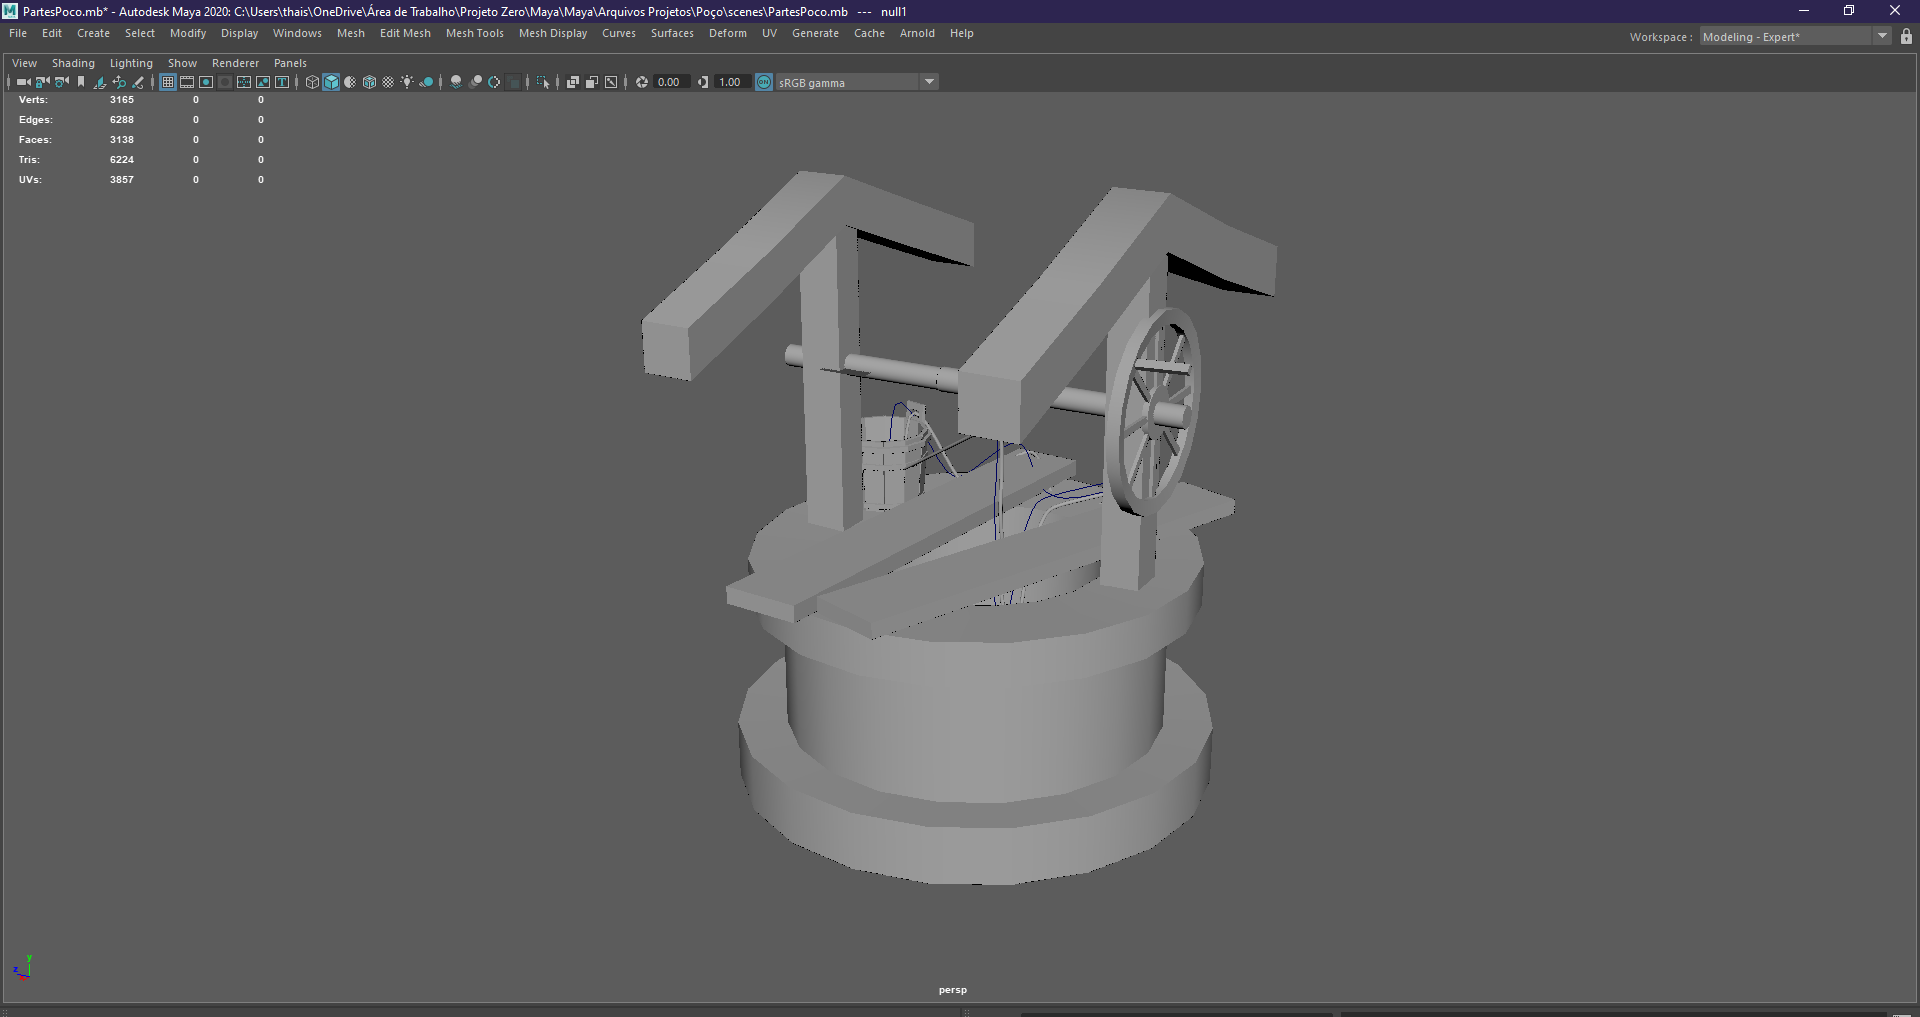 PartesPoco.mb* - Autodesk Maya 2020: C:\Users\thais\OneDrive\Área de Trabalho\Projeto Zero\Maya\Maya\Arquivos Projetos\Poço\scenes\PartesPoco.mb --- null1
File Edit Create Select Modify Display Windows Mesh Edit Mesh Mesh Tools Mesh Display Curves Surfaces Deform UV Generate Cache Arnold Help
Workspace : Modeling - Expert*
View Shading Lighting Show Renderer Panels
0.00 1.00 ON sRGB gamma
Verts: 3165 0 0
Edges: 6288 0 0
Faces: 3138 0 0
Tris: 6224 0 0
UVs: 3857 0 0
y
z
persp